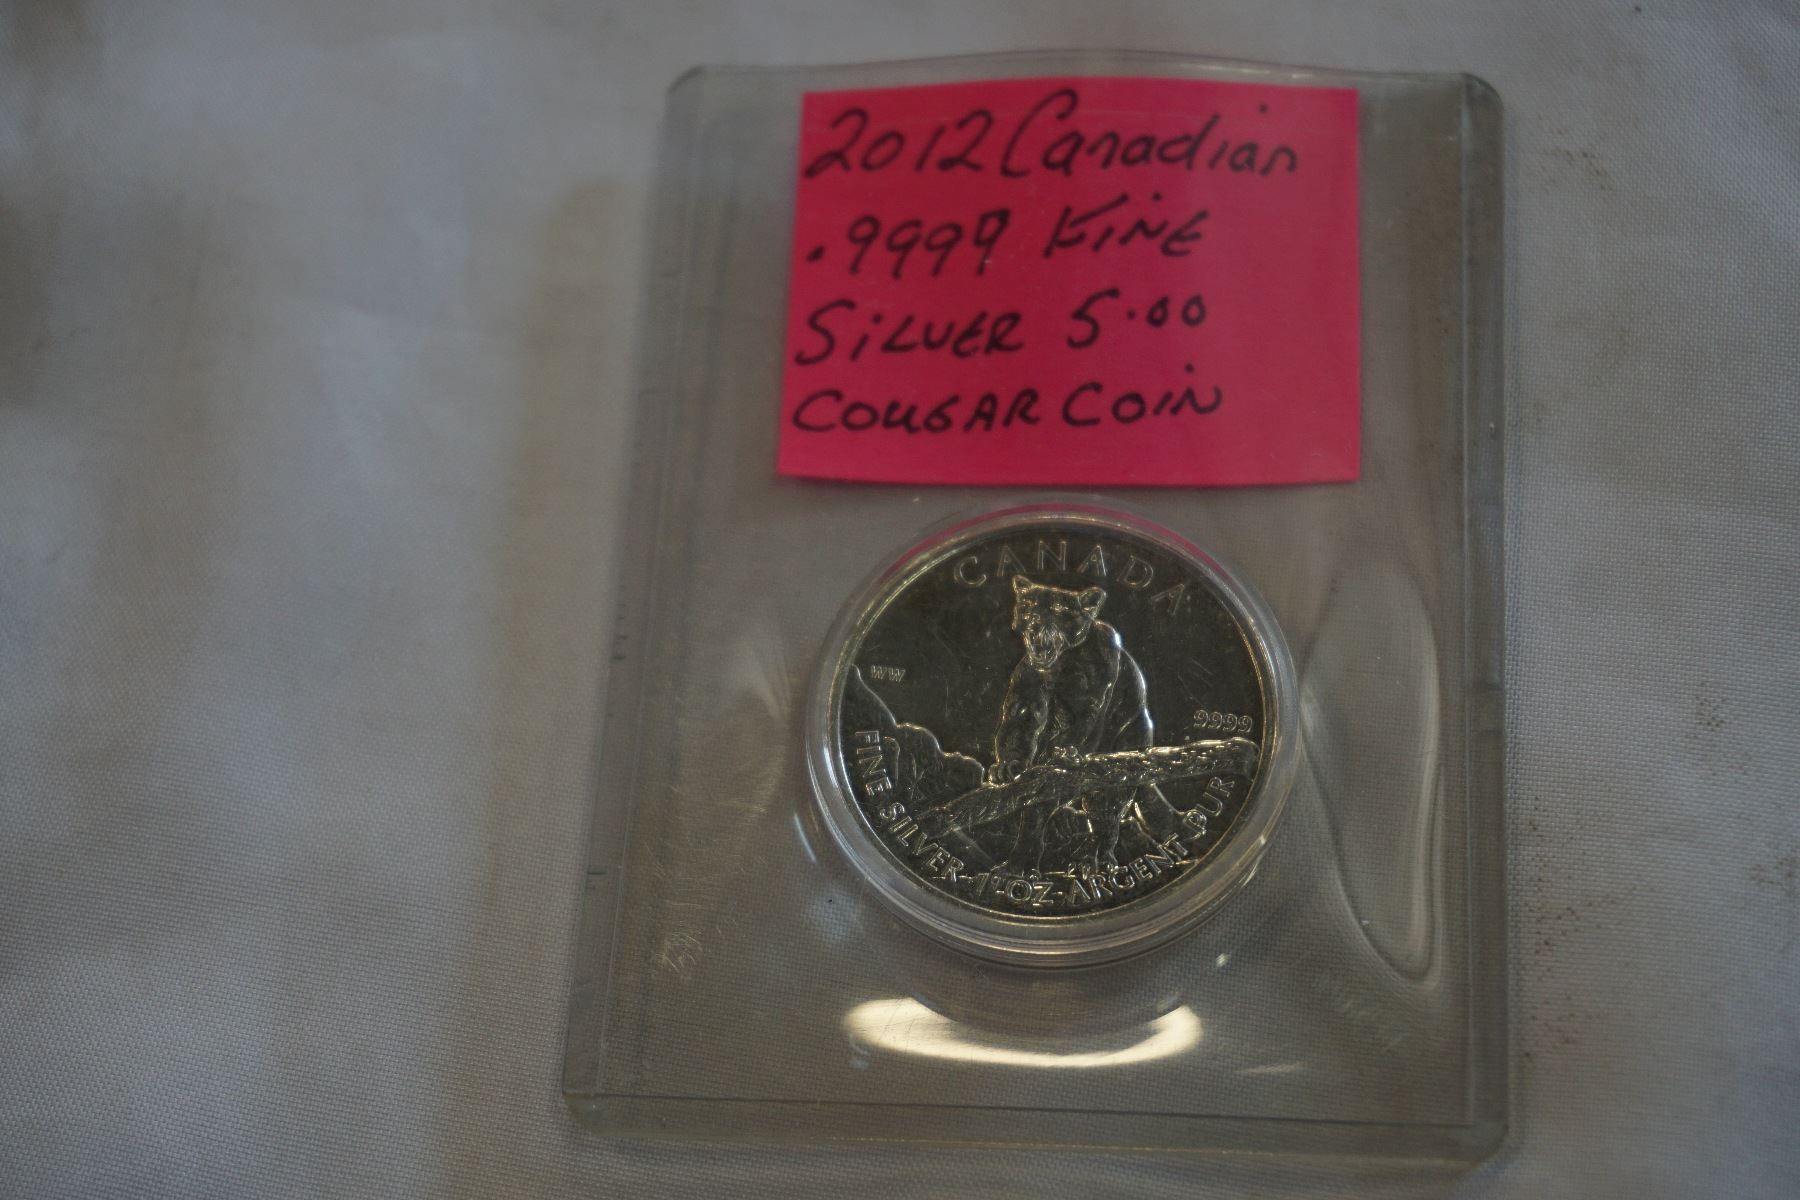 2012 Canadian
.9999 FINE
SILVER 5.00
COUGAR COIN
CANADA
WW
9999
FINE SILVER 1 OZ ARGENT PUR